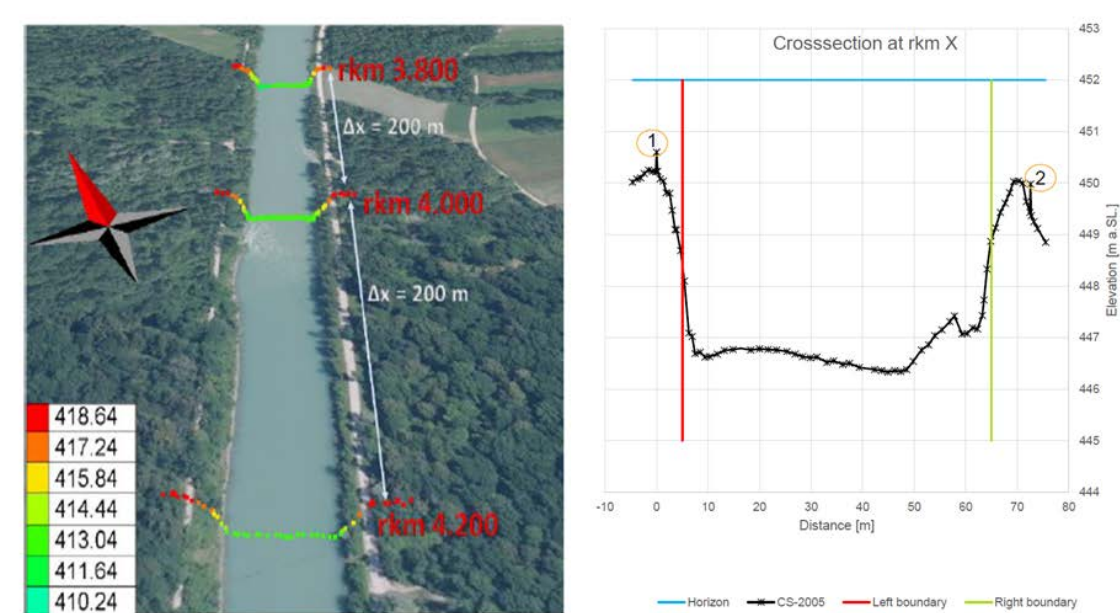 rkm 3.800
Δx = 200 m
rkm 4.000
Δx = 200 m
rkm 4.200
418.64
417.24
415.84
414.44
413.04
411.64
410.24
Crosssection at rkm X
1
2
453
452
451
450
449
448
447
446
445
444
Elevation [m a.SL.]
-10 0 10 20 30 40 50 60 70 80
Distance [m]
Horizon CS-2005 Left boundary Right boundary